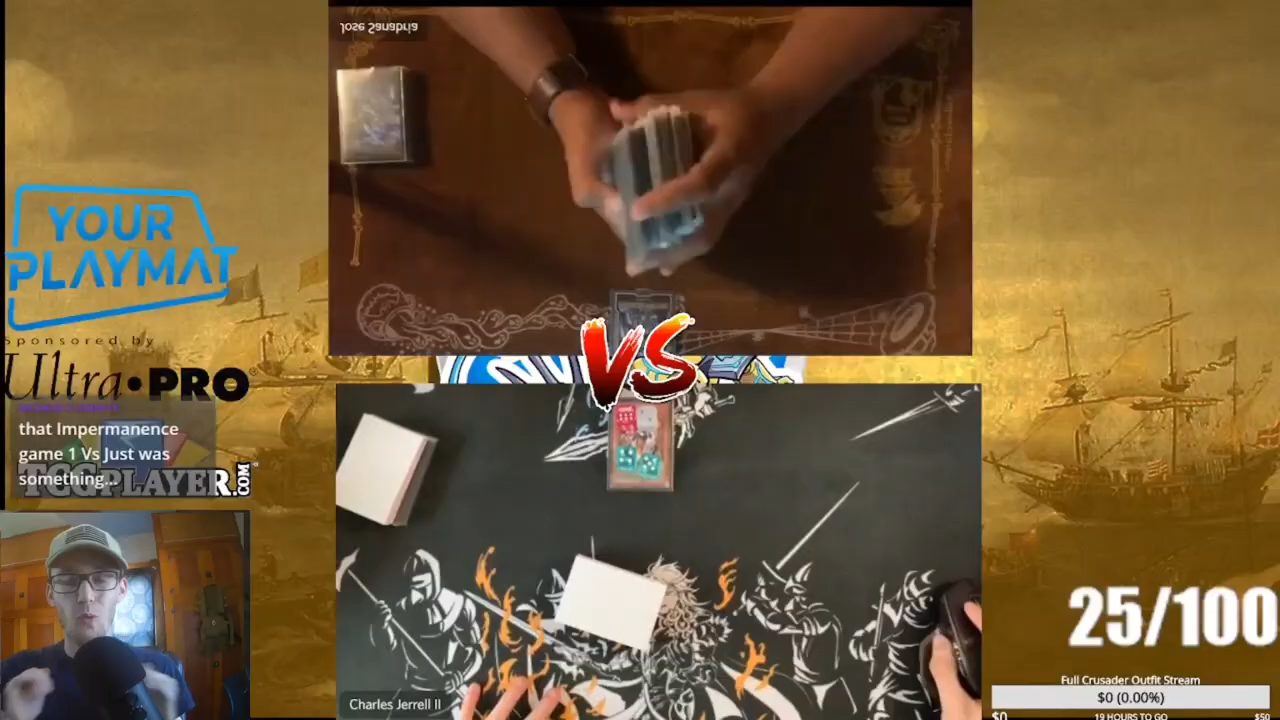 Jose Sanabria
YOUR
PLAYMAT
Sponsored by
Ultra•PRO
that Impermanence
game 1 Vs Just was
something...
TCGPLAYER.COM
VS
Charles Jerrell II
25/100
Full Crusader Outfit Stream
$0 (0.00%)
$0
19 HOURS TO GO
$50